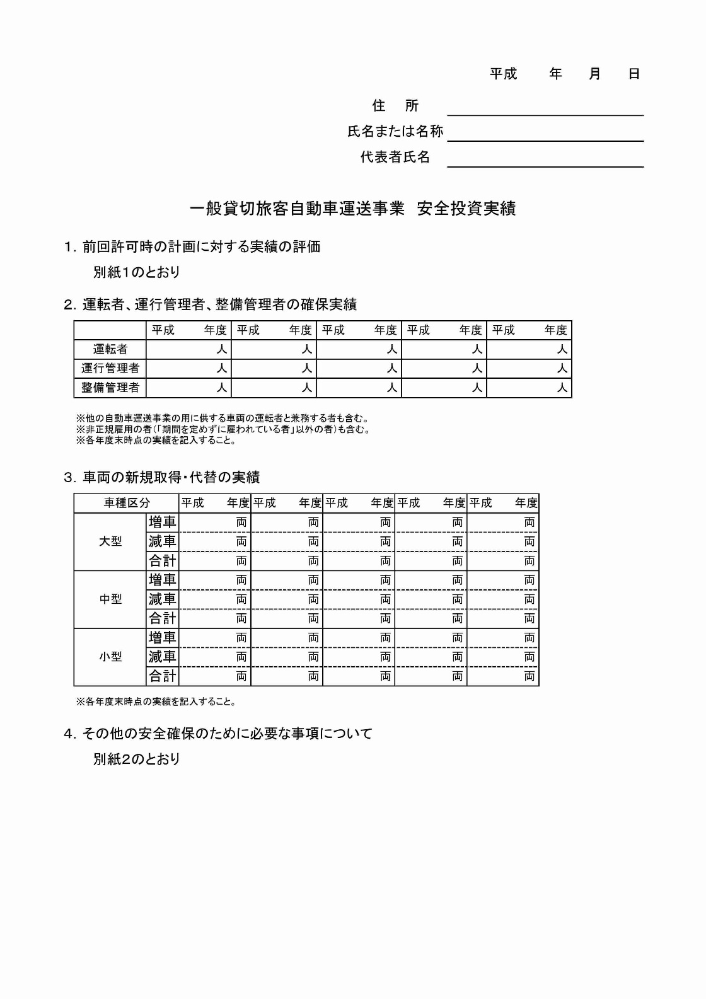 平成　　年　　月　　日
住　所
氏名または名称
代表者氏名
一般貸切旅客自動車運送事業　安全投資実績
１．前回許可時の計画に対する実績の評価
別紙１のとおり
２．運転者、運行管理者、整備管理者の確保実績
平成　　年度　平成　　年度　平成　　年度　平成　　年度　平成　　年度
運転者　人　人　人　人　人
運行管理者　人　人　人　人　人
整備管理者　人　人　人　人　人
※他の自動車運送事業の用に供する車両の運転者と兼務する者も含む。
※非正規雇用の者（「期間を定めずに雇われている者」以外の者）も含む。
※各年度末時点の実績を記入すること。
３．車両の新規取得・代替の実績
車種区分　平成　　年度　平成　　年度　平成　　年度　平成　　年度　平成　　年度
増車　両　両　両　両　両
大型　減車　両　両　両　両　両
合計　両　両　両　両　両
増車　両　両　両　両　両
中型　減車　両　両　両　両　両
合計　両　両　両　両　両
増車　両　両　両　両　両
小型　減車　両　両　両　両　両
合計　両　両　両　両　両
※各年度末時点の実績を記入すること。
４．その他の安全確保のために必要な事項について
別紙２のとおり